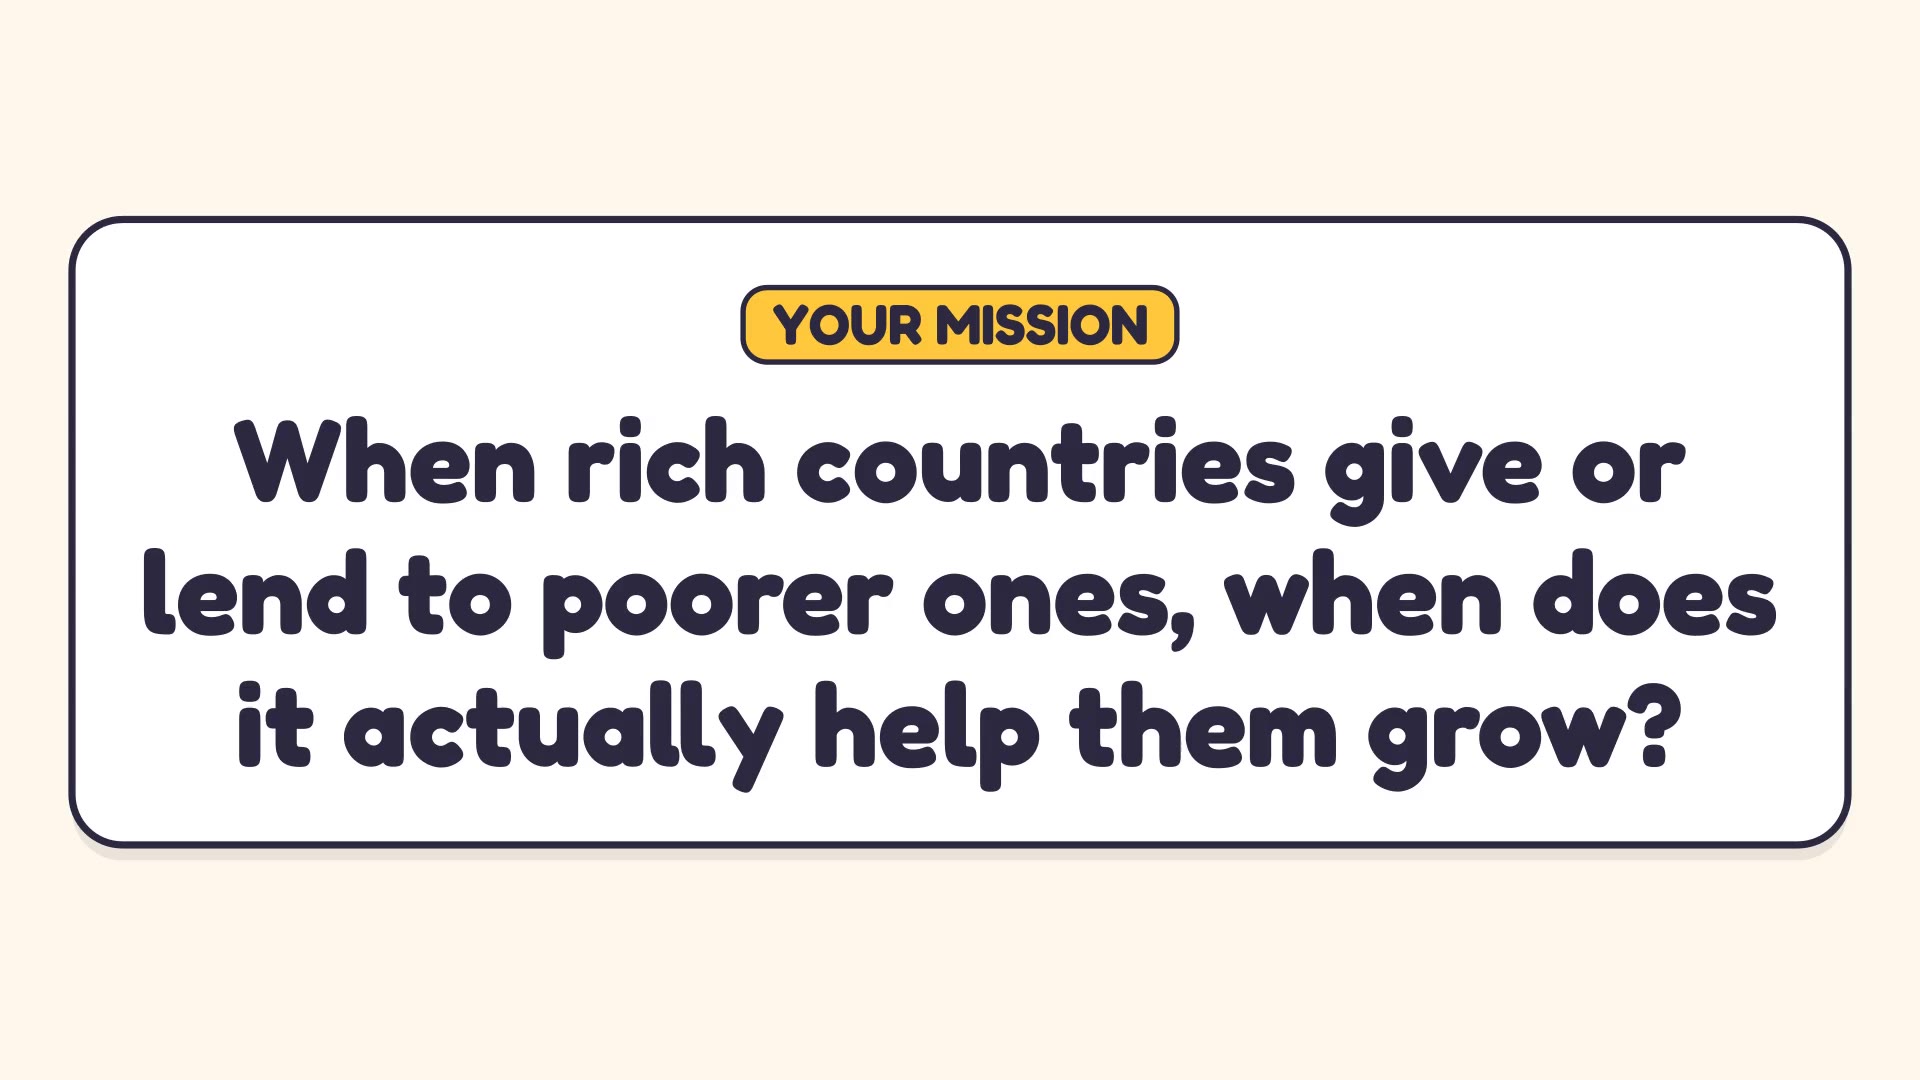 YOUR MISSION
When rich countries give or
lend to poorer ones, when does
it actually help them grow?